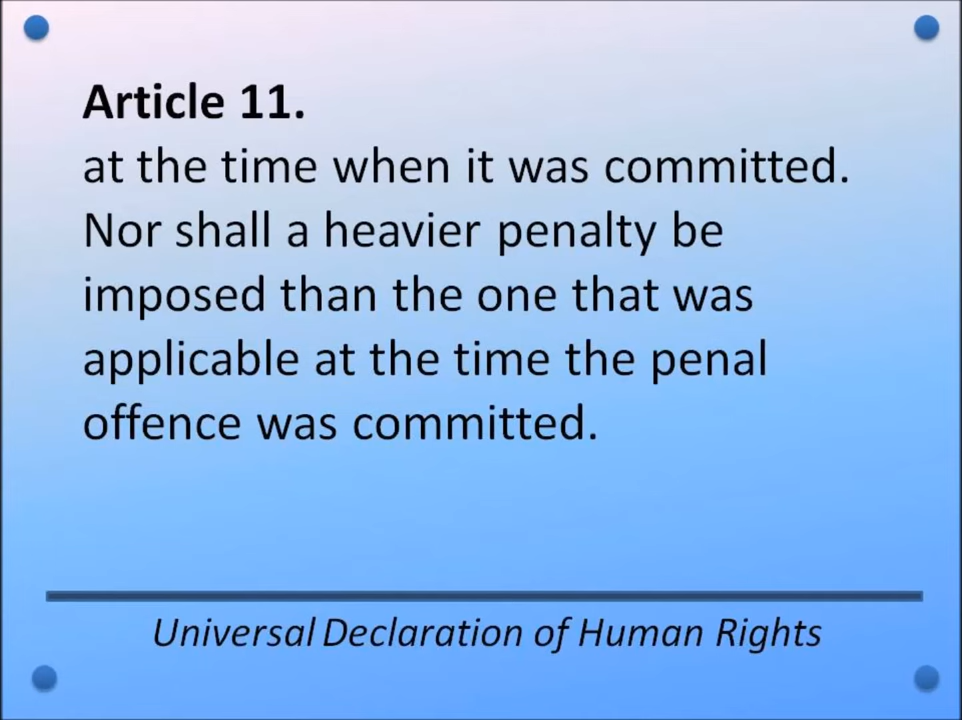 Article 11.
at the time when it was committed.
Nor shall a heavier penalty be
imposed than the one that was
applicable at the time the penal
offence was committed.
Universal Declaration of Human Rights